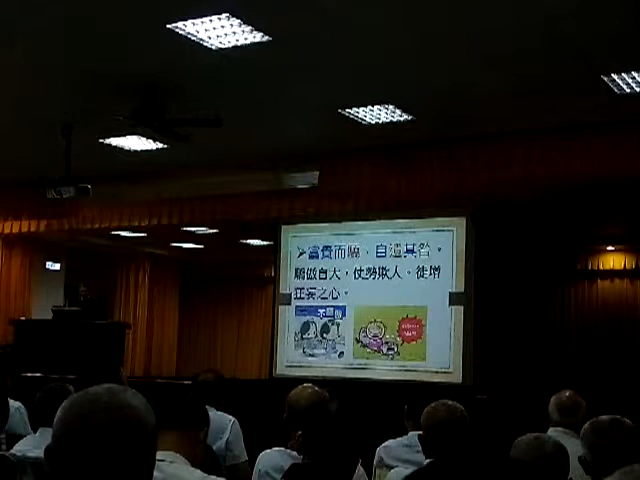 ➢富貴而驕，自遺其咎。
驕傲自大，仗勢欺人。徒增
狂妄之心。